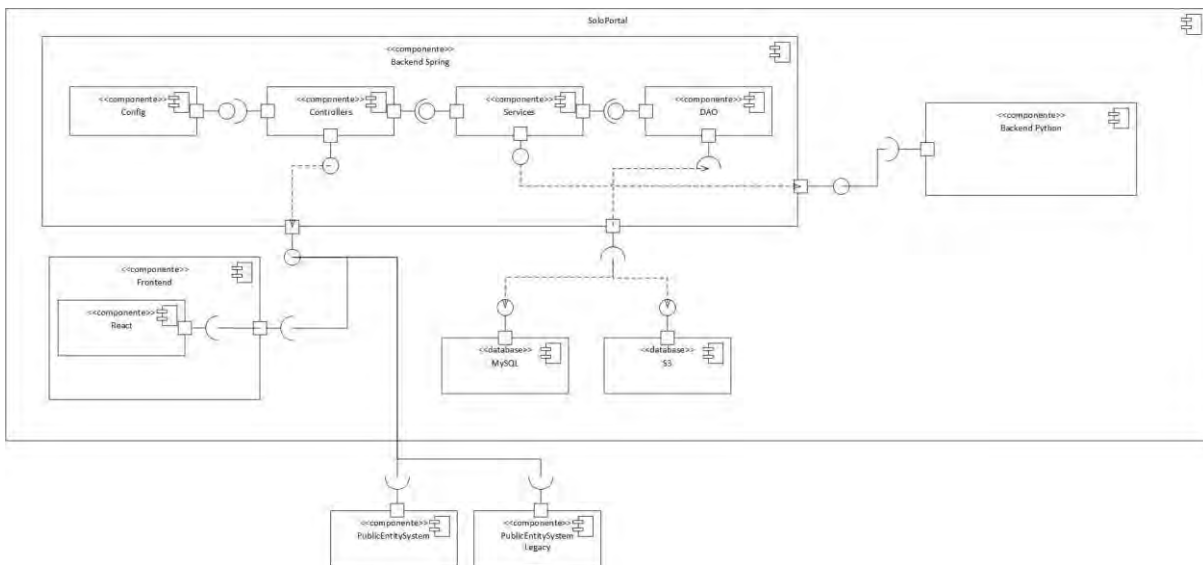 SoloPortal
<<componente>>
Backend Spring
<<componente>>
Config
<<componente>>
Controllers
<<componente>>
Services
<<componente>>
DAO
<<componente>>
Backend Python
<<componente>>
Frontend
<<componente>>
React
<<database>>
MySQL
<<database>>
S3
<<componente>>
PublicEntitySystem
<<componente>>
PublicEntitySystem
Legacy